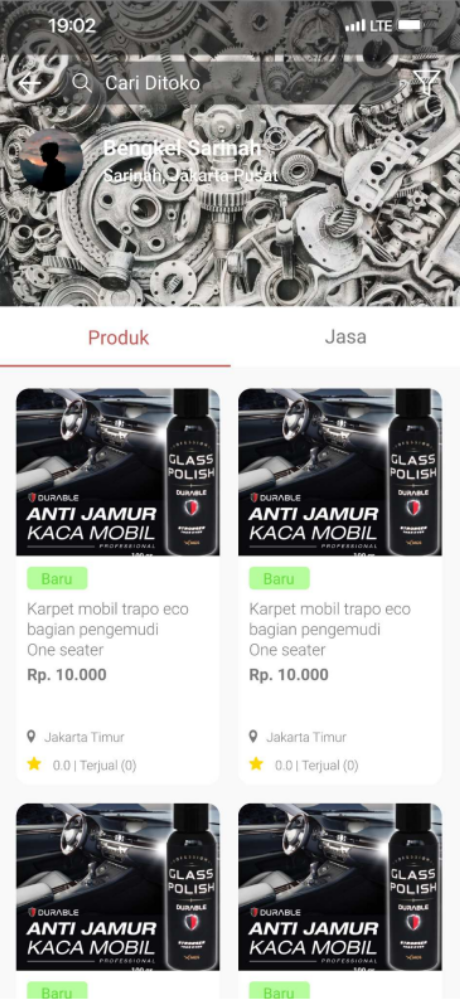 19:02
LTE
Cari Ditoko
Bengkel Sarinah
Sarinah, Jakarta Pusat
Produk
Jasa
GLASS
POLISH
DURABLE
DURABLE
ANTI JAMUR
KACA MOBIL
PROFESSIONAL
GLASS
POLISH
DURABLE
DURABLE
ANTI JAMUR
KACA MOBIL
PROFESSIONAL
Baru
Karpet mobil trapo eco
bagian pengemudi
One seater
Rp. 10.000
Jakarta Timur
0.0 | Terjual (0)
Baru
Karpet mobil trapo eco
bagian pengemudi
One seater
Rp. 10.000
Jakarta Timur
0.0 | Terjual (0)
GLASS
POLISH
DURABLE
DURABLE
ANTI JAMUR
KACA MOBIL
PROFESSIONAL
GLASS
POLISH
DURABLE
DURABLE
ANTI JAMUR
KACA MOBIL
PROFESSIONAL
Baru
Baru